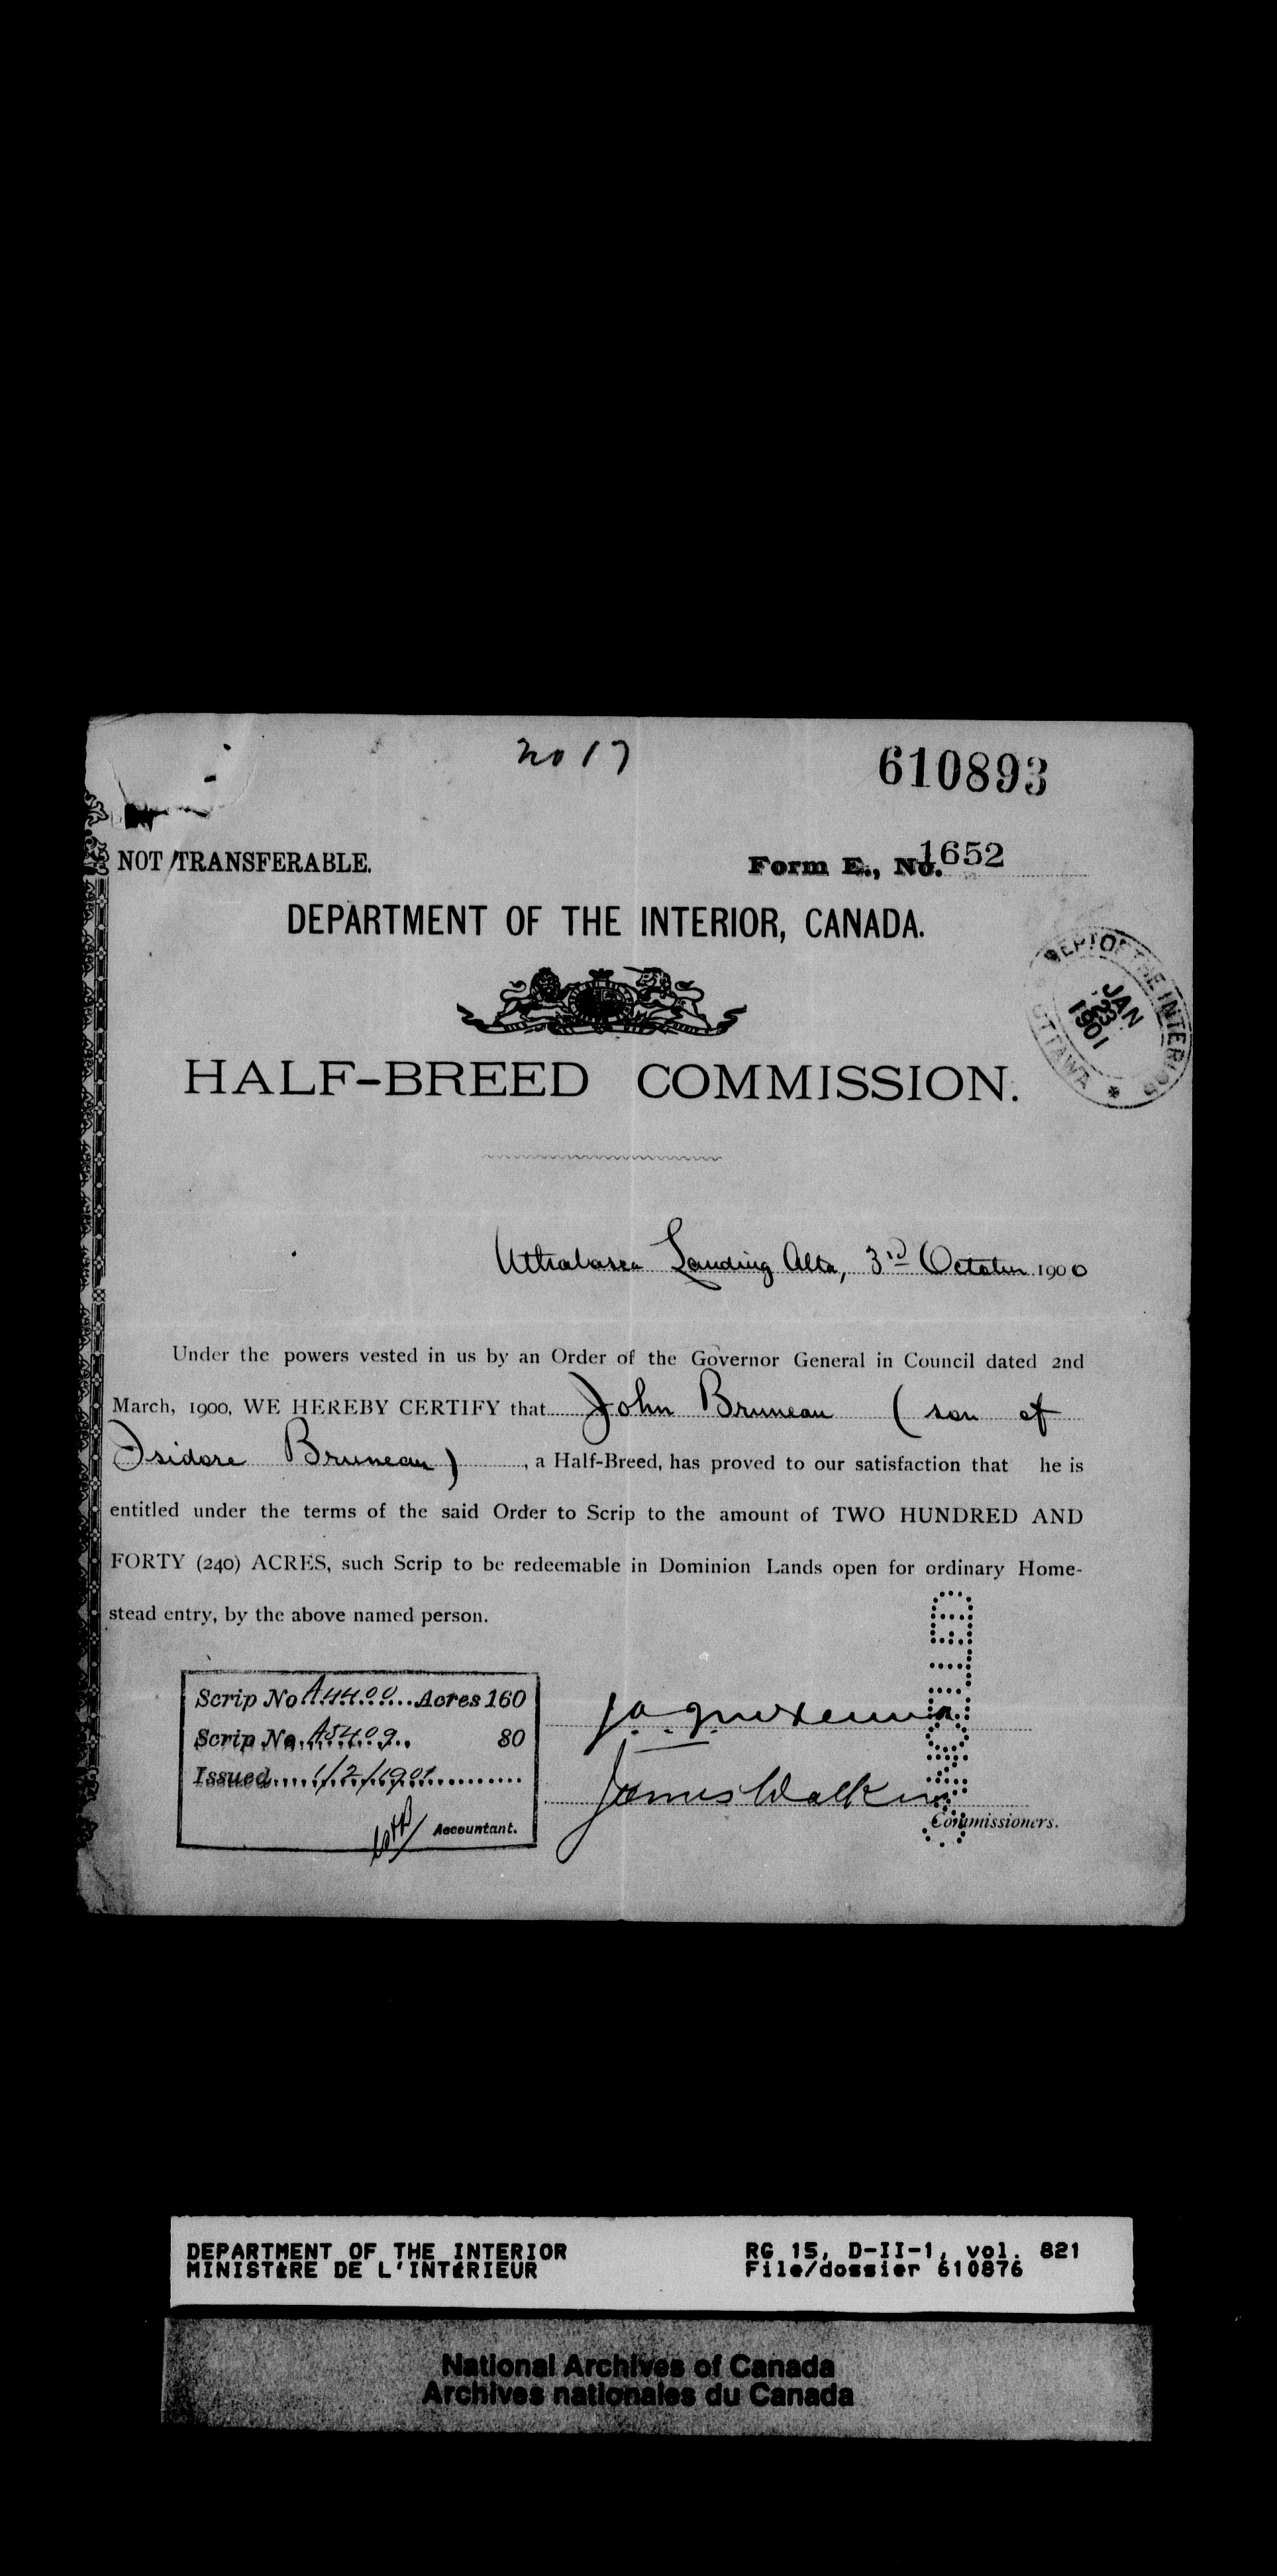 no 17
610893
NOT TRANSFERABLE.
Form E., No. 1652
DEPARTMENT OF THE INTERIOR, CANADA.
DEPT OF THE INTERIOR
JAN
23
1901
OTTAWA
HALF-BREED COMMISSION.
Athabasca Landing Alta, 3rd October 1900
Under the powers vested in us by an Order of the Governor General in Council dated 2nd
March, 1900, WE HEREBY CERTIFY that John Bruneau (son of
Isidore Bruneau), a Half-Breed, has proved to our satisfaction that he is
entitled under the terms of the said Order to Scrip to the amount of TWO HUNDRED AND
FORTY (240) ACRES, such Scrip to be redeemable in Dominion Lands open for ordinary Home-
stead entry, by the above named person.
Scrip No A4400 Acres 160
Scrip No. A5409 80
Issued 1/2/1901
Accountant.
J.A. McKenna
James Walker
Commissioners.
DEPARTMENT OF THE INTERIOR
MINISTÈRE DE L'INTÉRIEUR
RG 15, D-II-1, vol. 821
File/dossier 610876
National Archives of Canada
Archives nationales du Canada